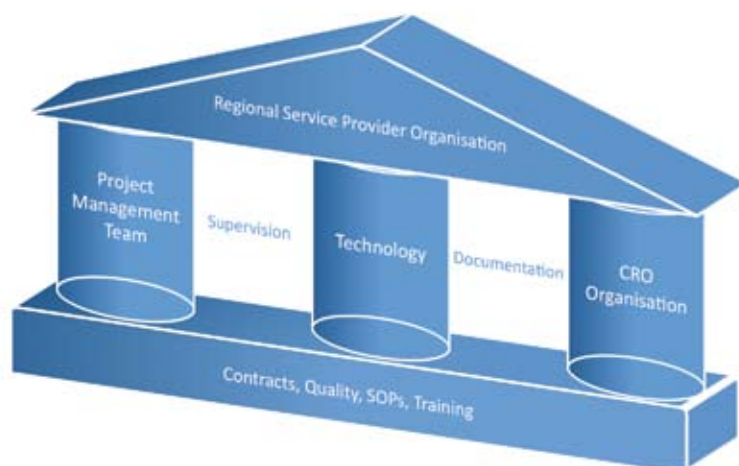 Regional Service Provider Organisation
Project
Management
Team
Supervision
Technology
Documentation
CRO
Organisation
Contracts, Quality, SOPs, Training